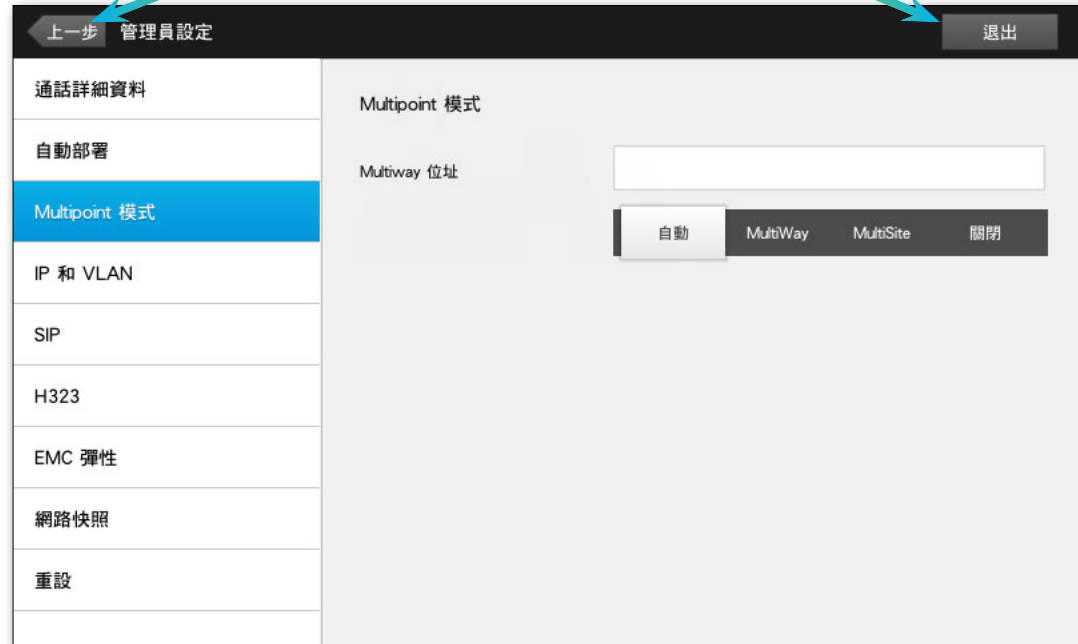 上一步 管理員設定 退出
通話詳細資料
自動部署
Multipoint 模式
IP 和 VLAN
SIP
H323
EMC 彈性
網路快照
重設
Multipoint 模式
Multiway 位址
自動 MultiWay MultiSite 關閉